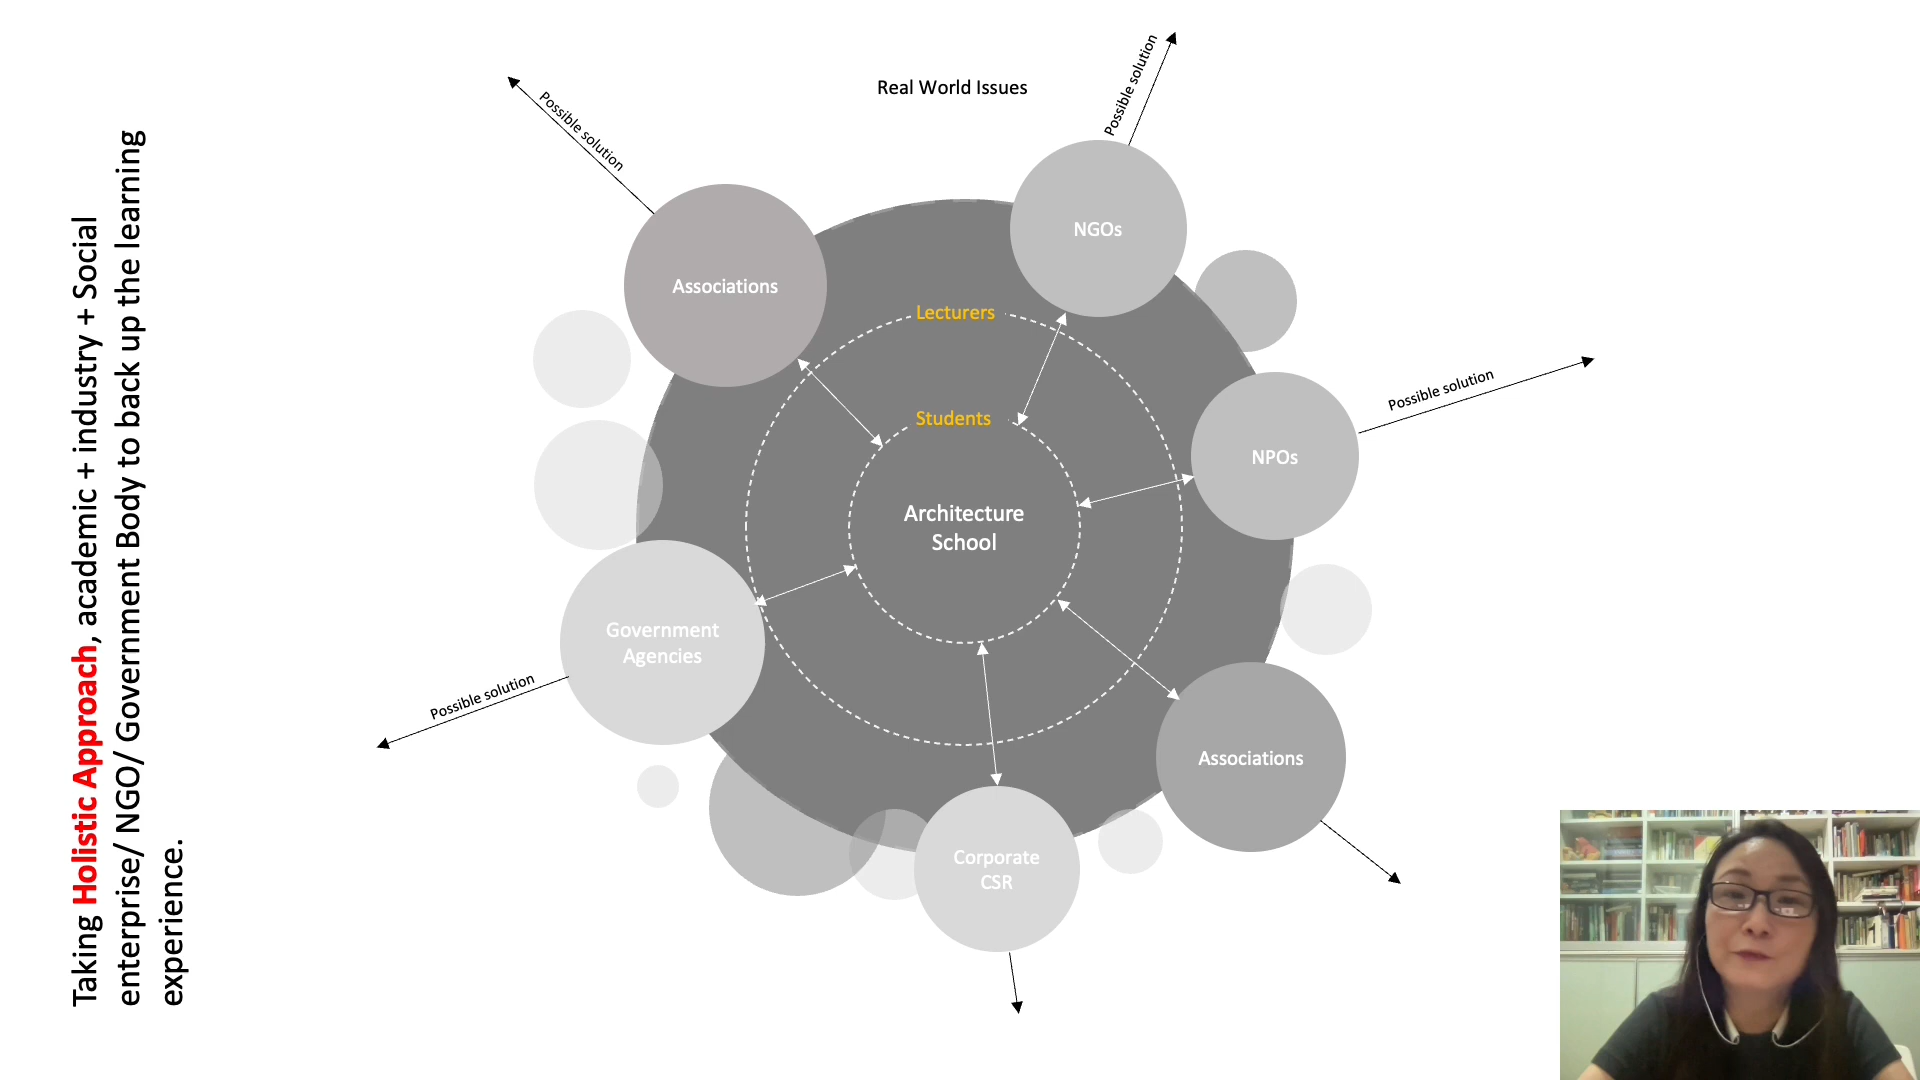 Taking Holistic Approach, academic + industry + Social
enterprise/ NGO/ Government Body to back up the learning
experience.
Real World Issues
Possible solution
Possible solution
NGOs
Associations
Lecturers
Possible solution
Students
NPOs
Architecture
School
Government
Agencies
Possible solution
Associations
Corporate
CSR